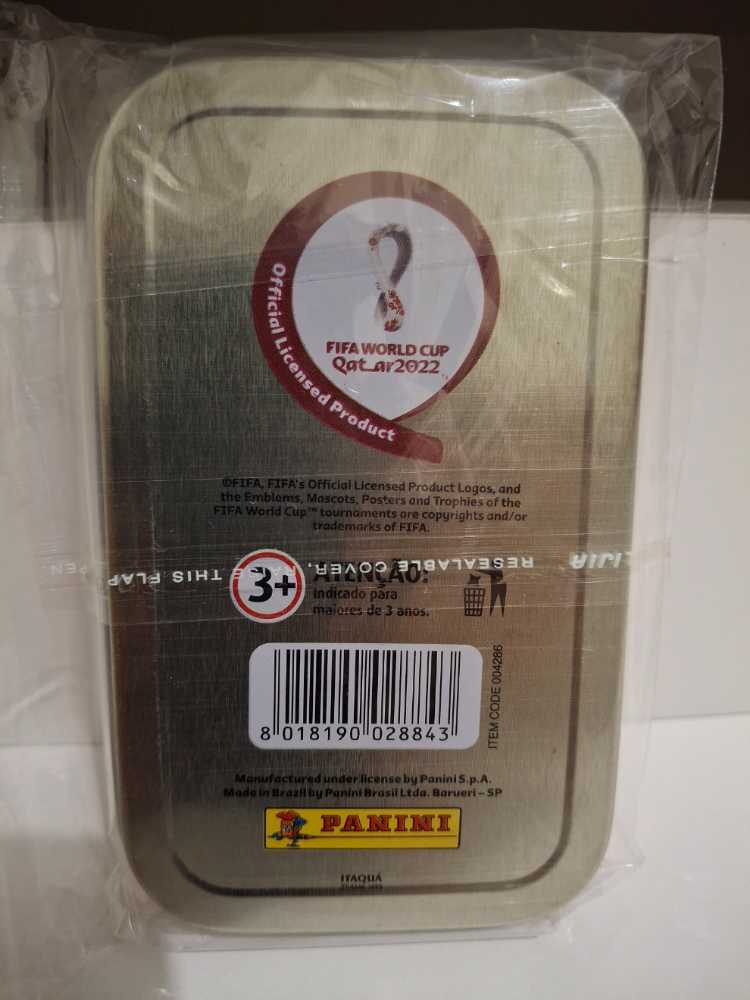 Official Licensed Product
FIFA WORLD CUP
Qatar2022
©FIFA, FIFA's Official Licensed Product Logos, and
the Emblems, Mascots, Posters and Trophies of the
FIFA World Cup™ tournaments are copyrights and/or
trademarks of FIFA.
RESEALABLE COVER, RAISE THIS FLAP
3+
ATENÇÃO:
Indicado para
maiores de 3 anos.
8 018190 028843
ITEM CODE 004286
Manufactured under license by Panini S.p.A.
Made in Brazil by Panini Brasil Ltda. Barueri – SP
PANINI
ITAQUÁ